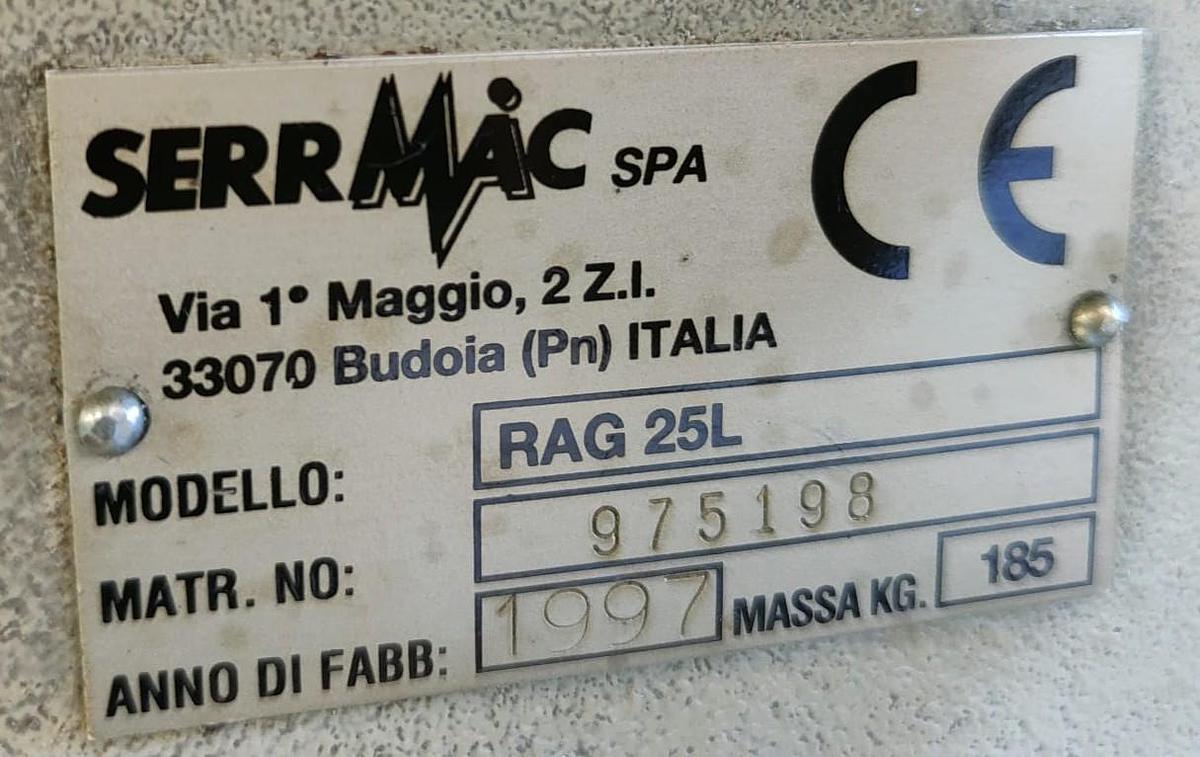 SERRMAC SPA
CE
Via 1° Maggio, 2 Z.I.
33070 Budoia (Pn) ITALIA
MODELLO: RAG 25L
MATR. NO: 975198
ANNO DI FABB: 1997 MASSA KG. 185